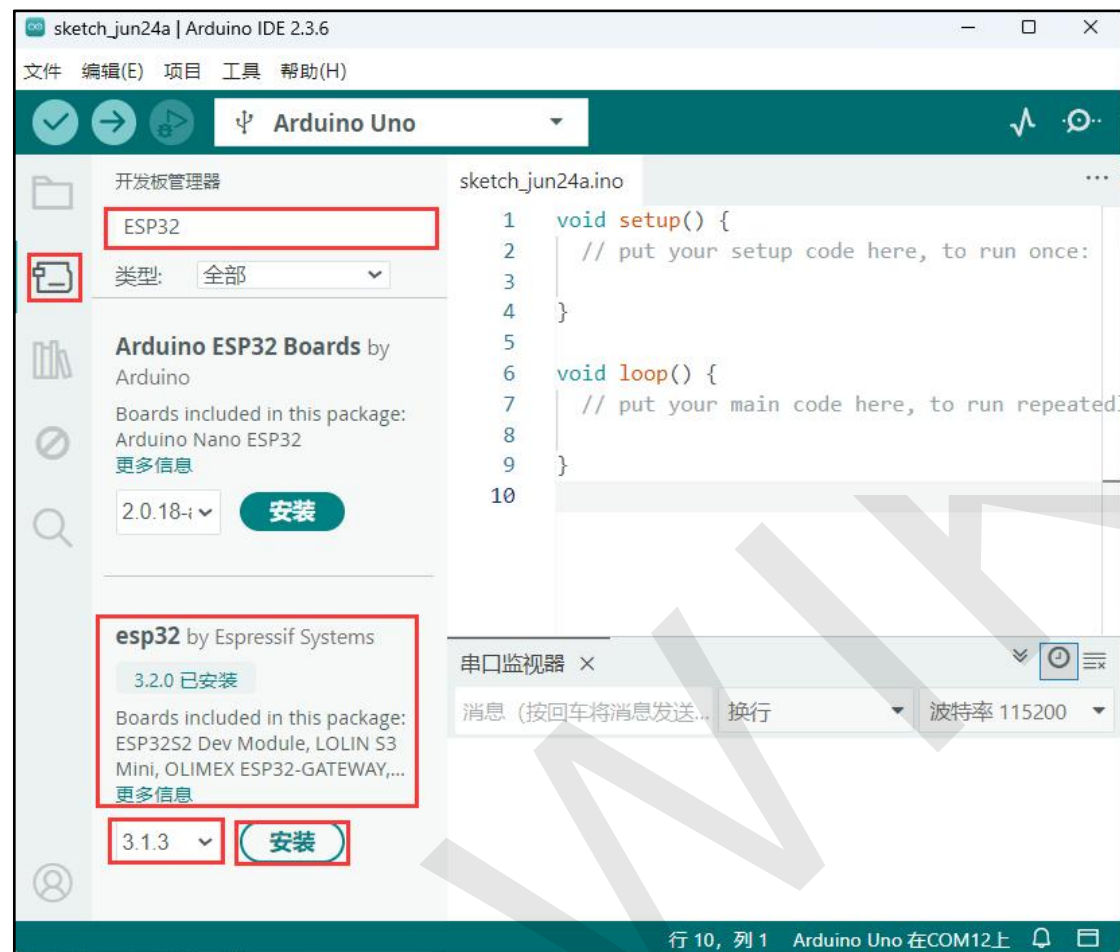 sketch_jun24a | Arduino IDE 2.3.6
文件 编辑(E) 项目 工具 帮助(H)
Arduino Uno
开发板管理器
ESP32
类型: 全部
Arduino ESP32 Boards by
Arduino
Boards included in this package:
Arduino Nano ESP32
更多信息
2.0.18-a 安装
esp32 by Espressif Systems
3.2.0 已安装
Boards included in this package:
ESP32S2 Dev Module, LOLIN S3
Mini, OLIMEX ESP32-GATEWAY,...
更多信息
3.1.3 安装
sketch_jun24a.ino
1 void setup() {
2 // put your setup code here, to run once:
3
4 }
5
6 void loop() {
7 // put your main code here, to run repeatedl
8
9 }
10
串口监视器
消息（按回车将消息发送... 换行 波特率 115200
行 10，列 1 Arduino Uno 在COM12上
WIK